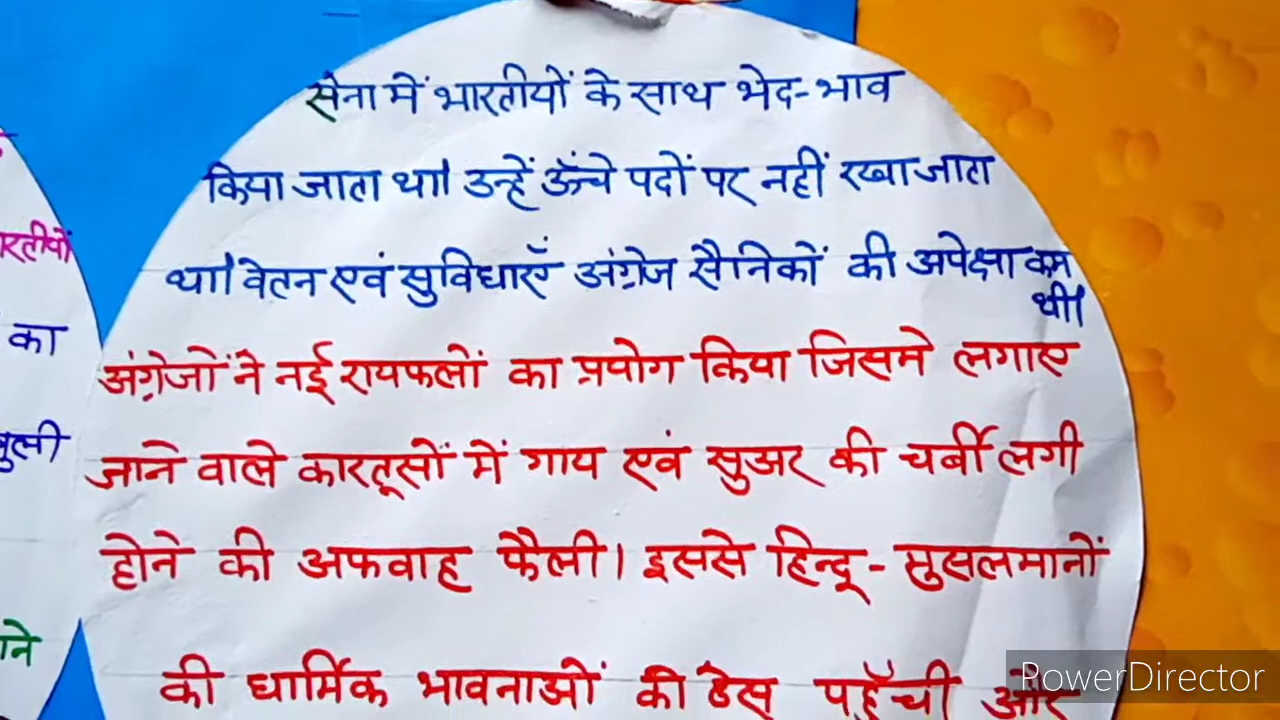 सेना में भारतीयों के साथ भेद-भाव
किया जाता था। उन्हें ऊँचे पदों पर नहीं रखा जाता
था। वेतन एवं सुविधाएँ अंग्रेज सैनिकों की अपेक्षा कम
थी।
अंग्रेजों ने नई रायफलों का प्रयोग किया जिसमे लगाए
जाने वाले कारतूसों में गाय एवं सुअर की चर्बी लगी
होने की अफवाह फैली। इससे हिन्दू - मुसलमानों
की धार्मिक भावनाओं की ठेस पहुँची और
का
PowerDirector